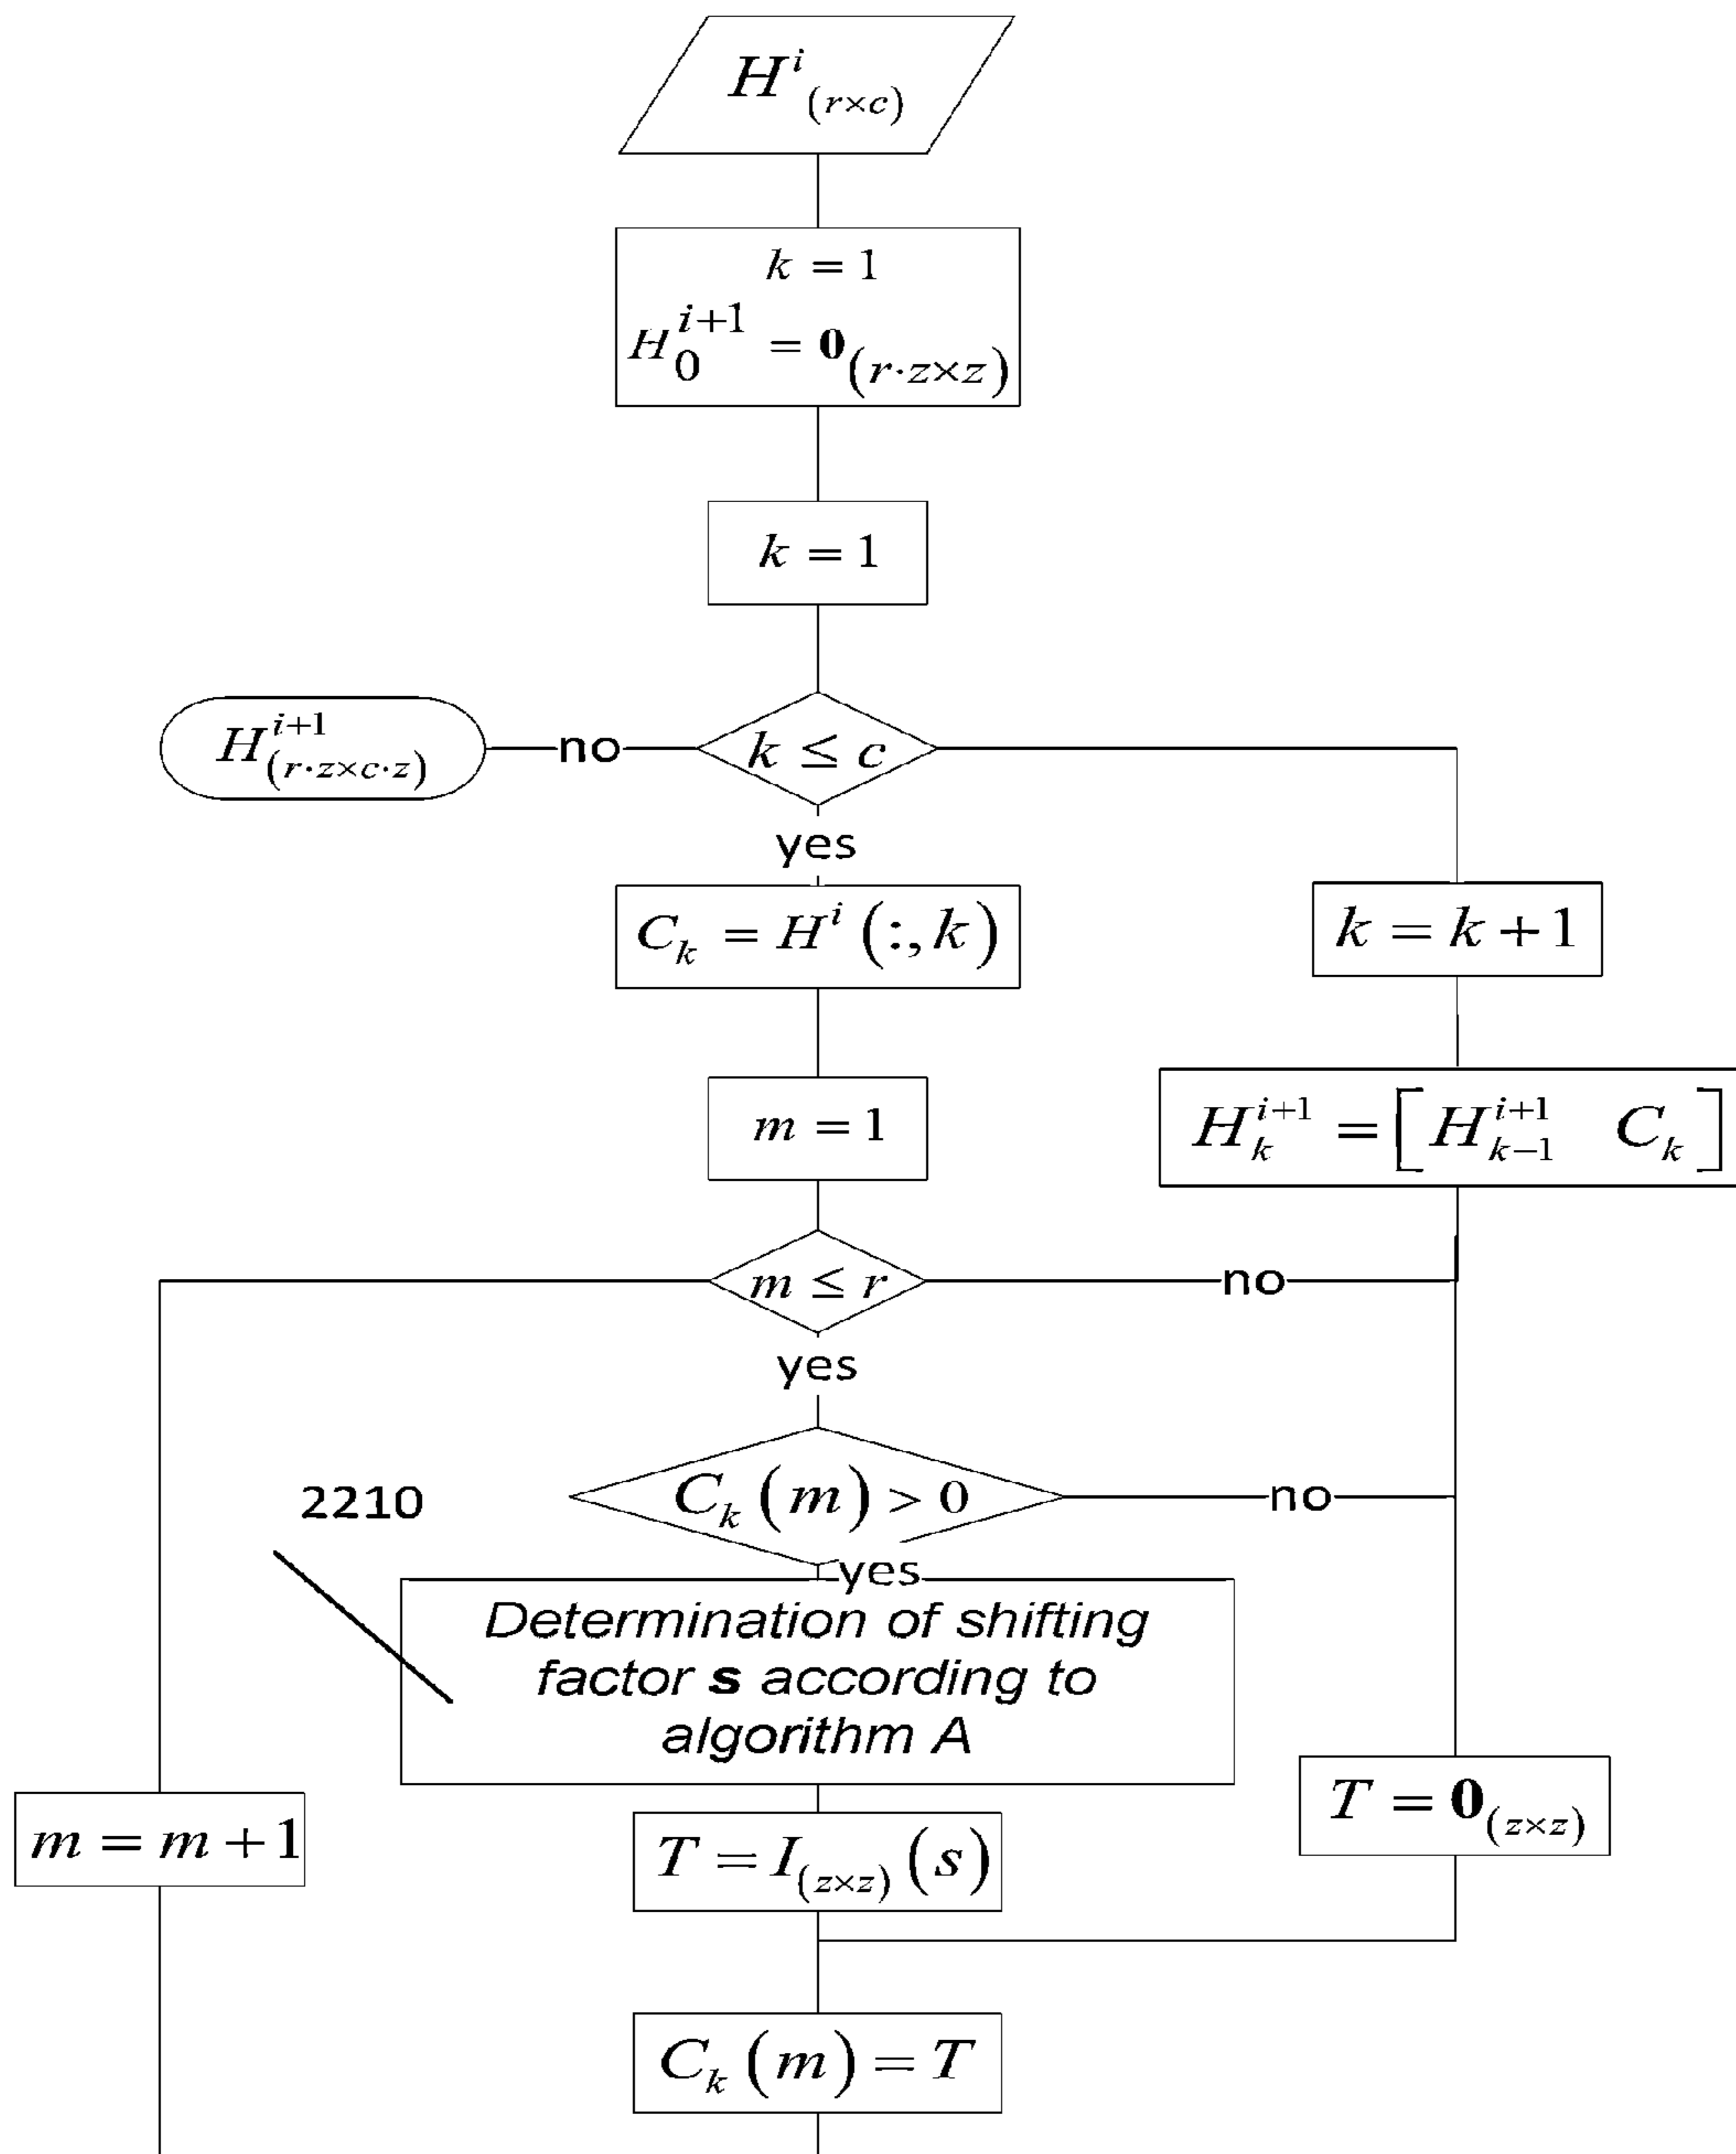 H^i_(r×c)
k = 1
H_0^{i+1} = 0_(r·z×z)
k = 1
H^{i+1}_(r·z×c·z)
no
k ≤ c
yes
C_k = H^i (:,k)
k = k + 1
m = 1
H_k^{i+1} = [ H_{k-1}^{i+1} C_k ]
m ≤ r
no
yes
2210
C_k (m) > 0
no
yes
Determination of shifting
factor s according to
algorithm A
m = m + 1
T = I_(z×z) (s)
T = 0_(z×z)
C_k (m) = T